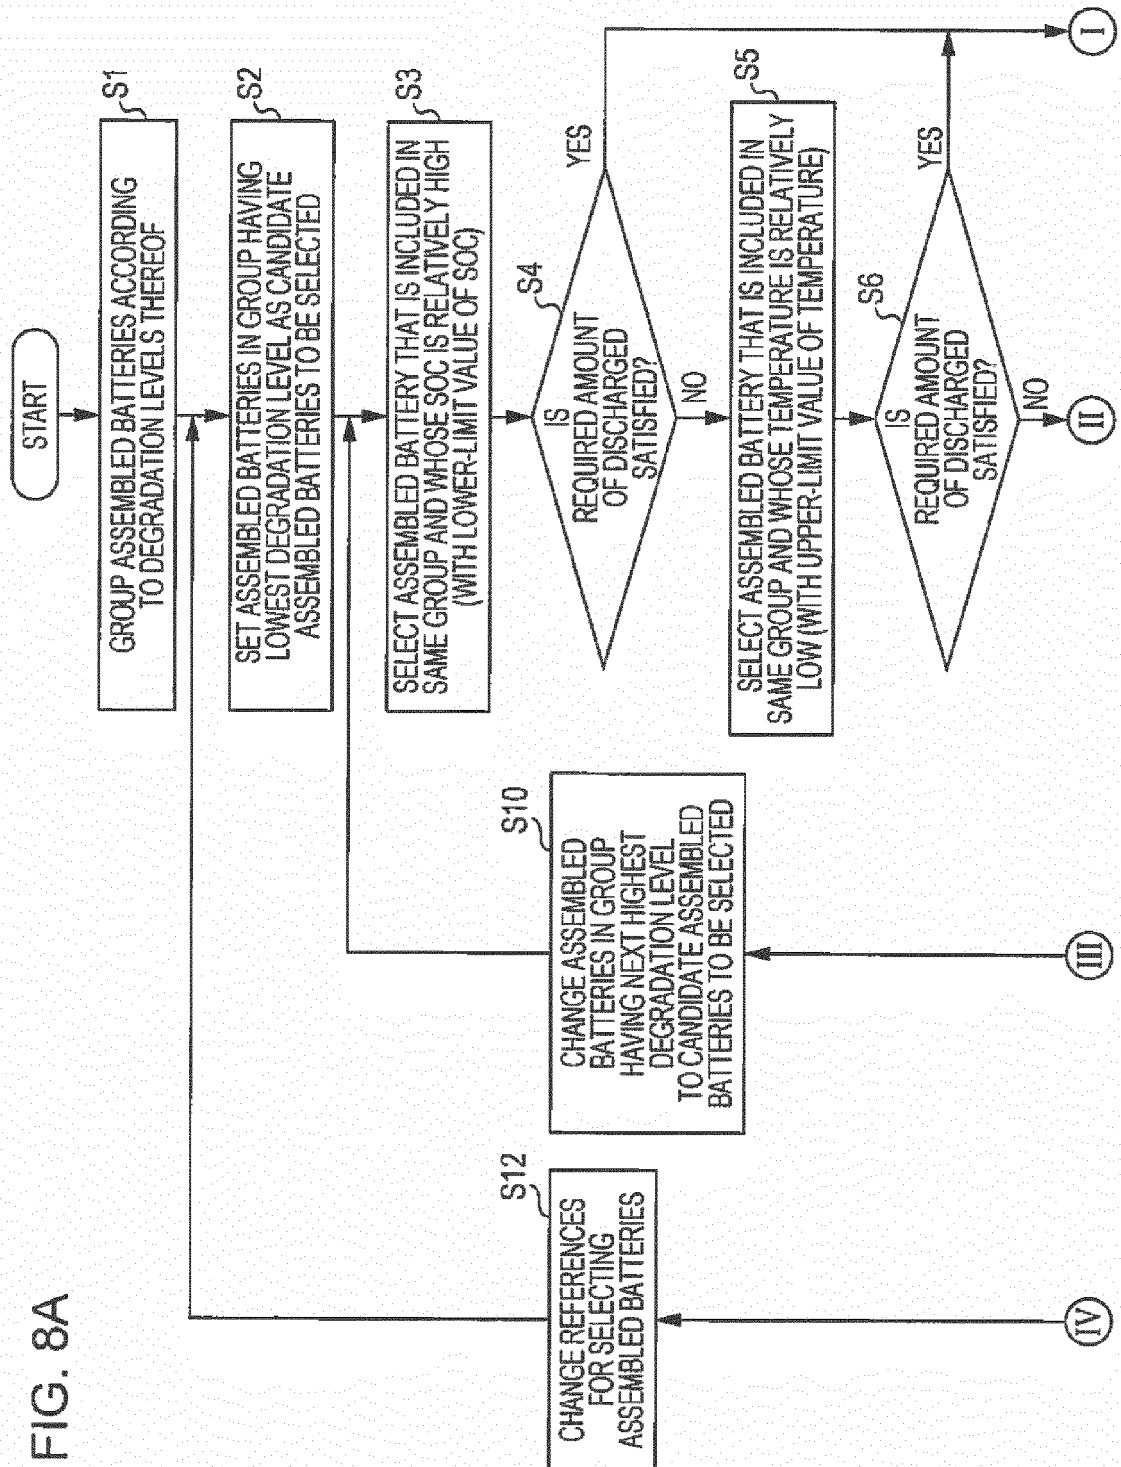 FIG. 8A
START
S1
GROUP ASSEMBLED BATTERIES ACCORDING
TO DEGRADATION LEVELS THEREOF
S2
SET ASSEMBLED BATTERIES IN GROUP HAVING
LOWEST DEGRADATION LEVEL AS CANDIDATE
ASSEMBLED BATTERIES TO BE SELECTED
S3
SELECT ASSEMBLED BATTERY THAT IS INCLUDED IN
SAME GROUP AND WHOSE SOC IS RELATIVELY HIGH
(WITH LOWER-LIMIT VALUE OF SOC)
S4
IS
REQUIRED AMOUNT
OF DISCHARGED
SATISFIED?
YES
NO
S5
SELECT ASSEMBLED BATTERY THAT IS INCLUDED IN
SAME GROUP AND WHOSE TEMPERATURE IS RELATIVELY
LOW (WITH UPPER-LIMIT VALUE OF TEMPERATURE)
S6
IS
REQUIRED AMOUNT
OF DISCHARGED
SATISFIED?
YES
NO
S10
CHANGE ASSEMBLED
BATTERIES IN GROUP
HAVING NEXT HIGHEST
DEGRADATION LEVEL
TO CANDIDATE ASSEMBLED
BATTERIES TO BE SELECTED
S12
CHANGE REFERENCES
FOR SELECTING
ASSEMBLED BATTERIES
IV
III
II
I